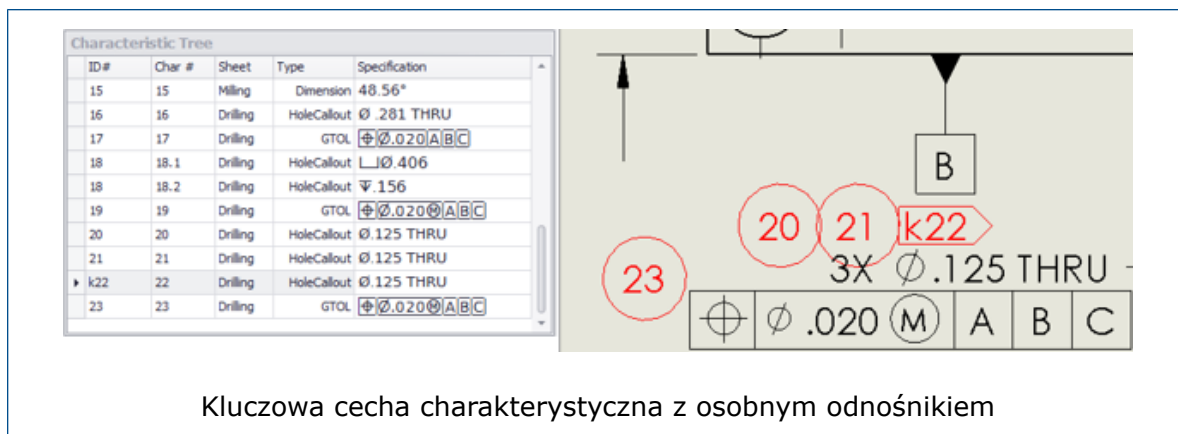 Characteristic Tree
ID# Char # Sheet Type Specification
15 15 Milling Dimension 48.56°
16 16 Drilling HoleCallout Ø .281 THRU
17 17 Drilling GTOL ⌖ Ø.020 A B C
18 18.1 Drilling HoleCallout ⌴Ø.406
18 18.2 Drilling HoleCallout ↧.156
19 19 Drilling GTOL ⌖ Ø.020Ⓜ A B C
20 20 Drilling HoleCallout Ø.125 THRU
21 21 Drilling HoleCallout Ø.125 THRU
k22 22 Drilling HoleCallout Ø.125 THRU
23 23 Drilling GTOL ⌖ Ø.020Ⓜ A B C
B
20 21 k22
23
3X Ø .125 THRU -
⌖ Ø .020 Ⓜ A B C
Kluczowa cecha charakterystyczna z osobnym odnośnikiem